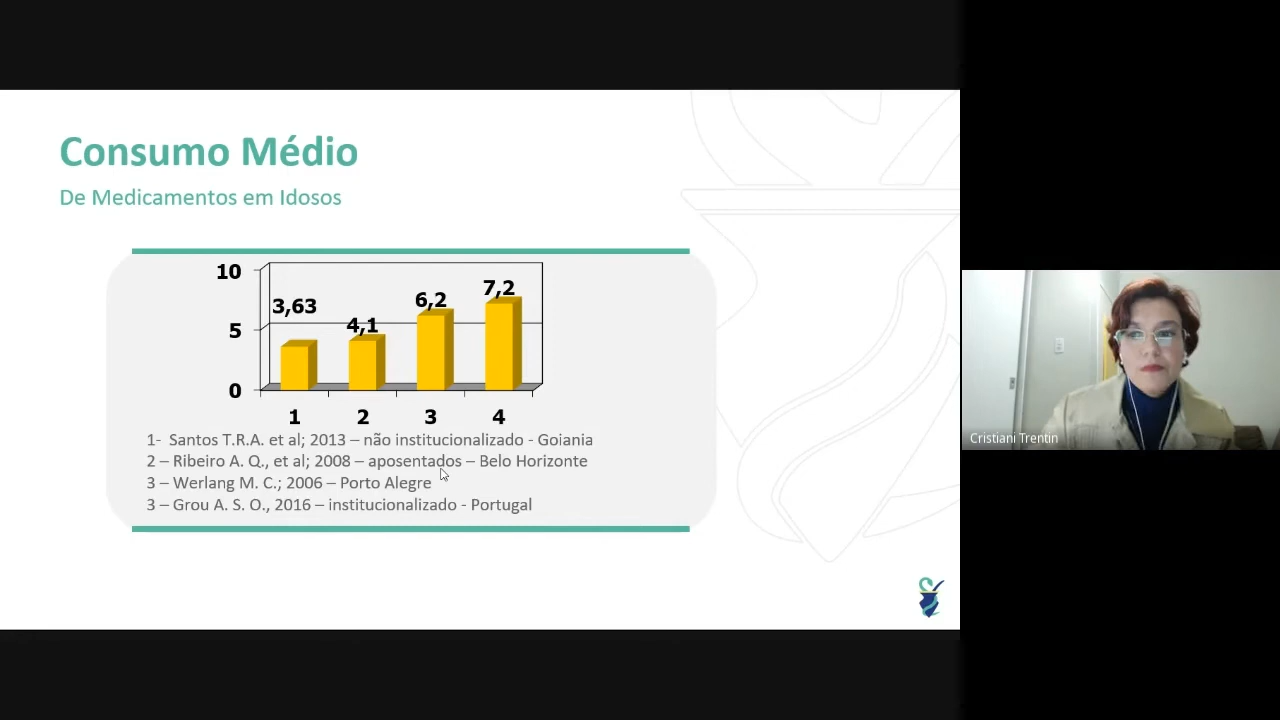 Consumo Médio
De Medicamentos em Idosos
10
5
0
3,63
4,1
6,2
7,2
1
2
3
4
1- Santos T.R.A. et al; 2013 – não institucionalizado - Goiania
2 – Ribeiro A. Q., et al; 2008 – aposentados – Belo Horizonte
3 – Werlang M. C.; 2006 – Porto Alegre
3 – Grou A. S. O., 2016 – institucionalizado - Portugal
Cristiani Trentin